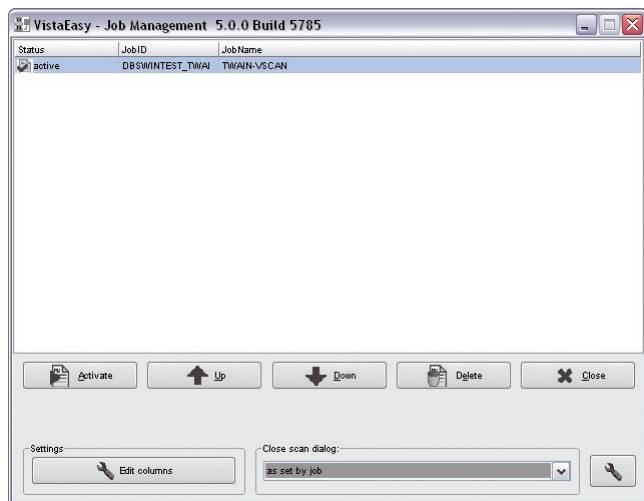 VistaEasy - Job Management 5.0.0 Build 5785
Status JobID JobName
active DBSWINTEST_TWAI TWAIN-VSCAN
Activate Up Down Delete Close
Settings Close scan dialog:
Edit columns as set by job